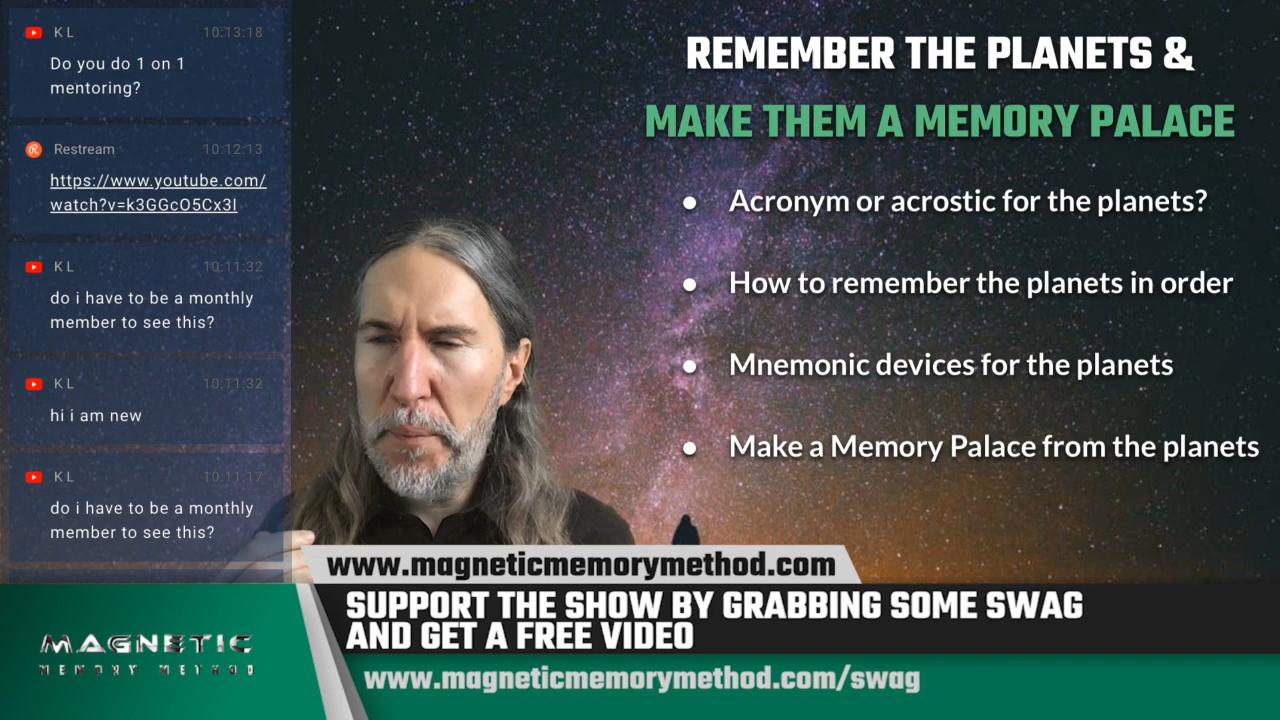 K L 10:13:18
Do you do 1 on 1
mentoring?
Restream 10:12:13
https://www.youtube.com/
watch?v=k3GGcO5Cx3I
K L 10:11:32
do i have to be a monthly
member to see this?
K L 10:11:32
hi i am new
K L 10:11:17
do i have to be a monthly
member to see this?
REMEMBER THE PLANETS &
MAKE THEM A MEMORY PALACE
● Acronym or acrostic for the planets?
● How to remember the planets in order
● Mnemonic devices for the planets
● Make a Memory Palace from the planets
www.magneticmemorymethod.com
SUPPORT THE SHOW BY GRABBING SOME SWAG
AND GET A FREE VIDEO
www.magneticmemorymethod.com/swag
MAGNETIC
MEMORY METHOD